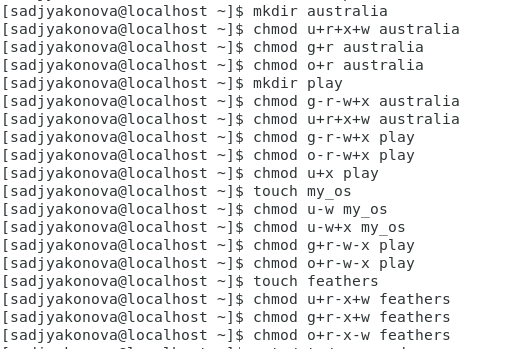 [sadjyakonova@localhost ~]$ mkdir australia
[sadjyakonova@localhost ~]$ chmod u+r+x+w australia
[sadjyakonova@localhost ~]$ chmod g+r australia
[sadjyakonova@localhost ~]$ chmod o+r australia
[sadjyakonova@localhost ~]$ mkdir play
[sadjyakonova@localhost ~]$ chmod g-r-w+x australia
[sadjyakonova@localhost ~]$ chmod u+r+x+w australia
[sadjyakonova@localhost ~]$ chmod g-r-w+x play
[sadjyakonova@localhost ~]$ chmod o-r-w+x play
[sadjyakonova@localhost ~]$ chmod u+x play
[sadjyakonova@localhost ~]$ touch my_os
[sadjyakonova@localhost ~]$ chmod u-w my_os
[sadjyakonova@localhost ~]$ chmod u-w+x my_os
[sadjyakonova@localhost ~]$ chmod g+r-w-x play
[sadjyakonova@localhost ~]$ chmod o+r-w-x play
[sadjyakonova@localhost ~]$ touch feathers
[sadjyakonova@localhost ~]$ chmod u+r-x+w feathers
[sadjyakonova@localhost ~]$ chmod g+r-x+w feathers
[sadjyakonova@localhost ~]$ chmod o+r-x-w feathers